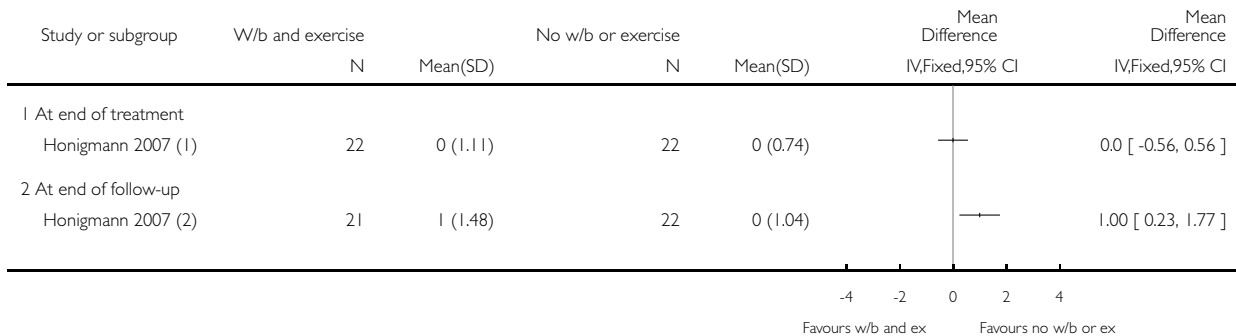 Mean Mean
Study or subgroup W/b and exercise No w/b or exercise Difference Difference
N Mean(SD) N Mean(SD) IV,Fixed,95% CI IV,Fixed,95% CI
1 At end of treatment
Honigmann 2007 (1) 22 0 (1.11) 22 0 (0.74) 0.0 [ -0.56, 0.56 ]
2 At end of follow-up
Honigmann 2007 (2) 21 1 (1.48) 22 0 (1.04) 1.00 [ 0.23, 1.77 ]
-4 -2 0 2 4
Favours w/b and ex Favours no w/b or ex